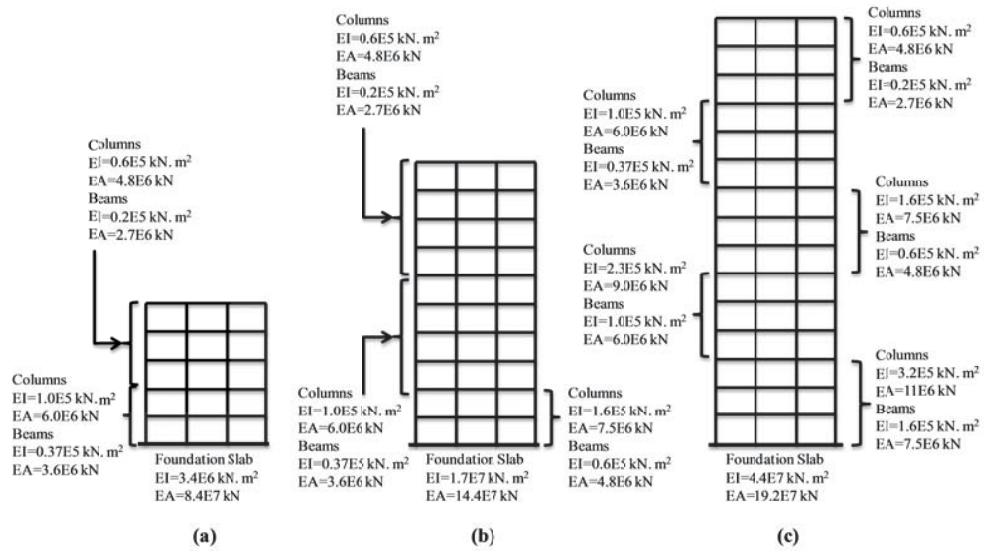 Columns
EI=0.6E5 kN. m²
EA=4.8E6 kN
Beams
EI=0.2E5 kN. m²
EA=2.7E6 kN
Columns
EI=1.0E5 kN. m²
EA=6.0E6 kN
Beams
EI=0.37E5 kN. m²
EA=3.6E6 kN
Foundation Slab
EI=3.4E6 kN. m²
EA=8.4E7 kN
(a)
Columns
EI=0.6E5 kN. m²
EA=4.8E6 kN
Beams
EI=0.2E5 kN. m²
EA=2.7E6 kN
Columns
EI=1.0E5 kN. m²
EA=6.0E6 kN
Beams
EI=0.37E5 kN. m²
EA=3.6E6 kN
Columns
EI=1.6E5 kN. m²
EA=7.5E6 kN
Beams
EI=0.6E5 kN. m²
EA=4.8E6 kN
Foundation Slab
EI=1.7E7 kN. m²
EA=14.4E7 kN
(b)
Columns
EI=0.6E5 kN. m²
EA=4.8E6 kN
Beams
EI=0.2E5 kN. m²
EA=2.7E6 kN
Columns
EI=1.0E5 kN. m²
EA=6.0E6 kN
Beams
EI=0.37E5 kN. m²
EA=3.6E6 kN
Columns
EI=1.6E5 kN. m²
EA=7.5E6 kN
Beams
EI=0.6E5 kN. m²
EA=4.8E6 kN
Columns
EI=2.3E5 kN. m²
EA=9.0E6 kN
Beams
EI=1.0E5 kN. m²
EA=6.0E6 kN
Columns
EI=3.2E5 kN. m²
EA=11E6 kN
Beams
EI=1.6E5 kN. m²
EA=7.5E6 kN
Foundation Slab
EI=4.4E7 kN. m²
EA=19.2E7 kN
(c)